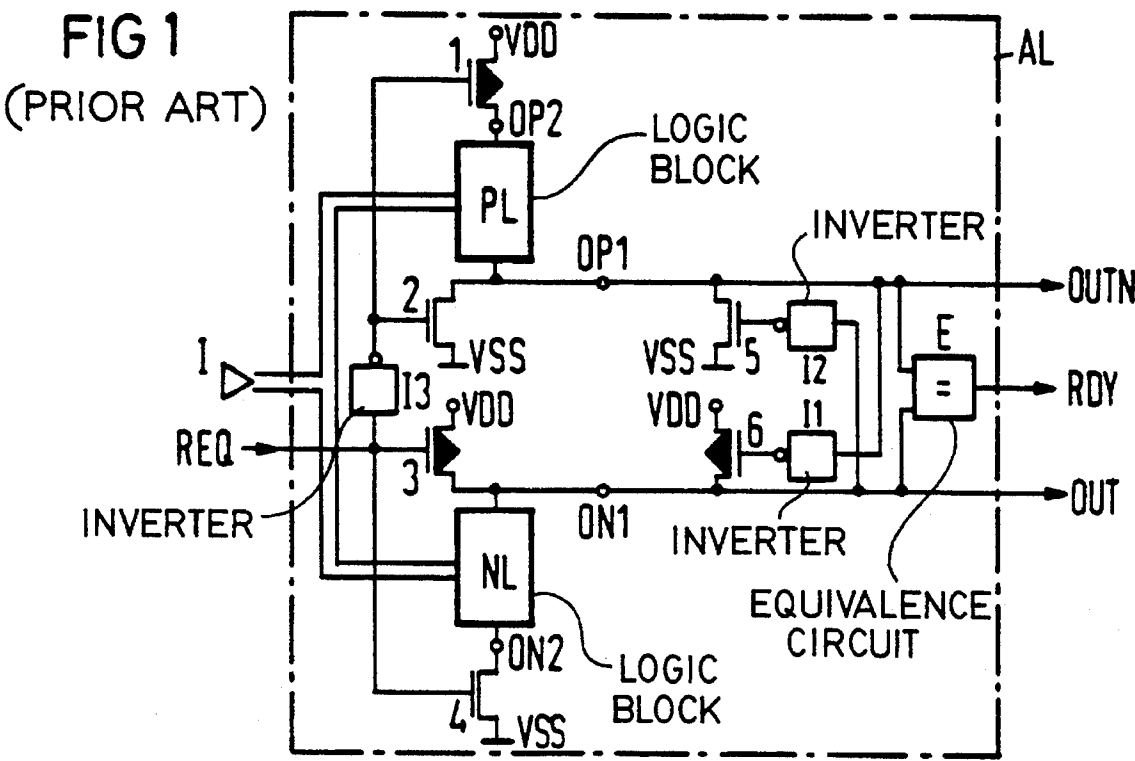 FIG 1
(PRIOR ART)
VDD
AL
1
OP2
LOGIC
BLOCK
PL
INVERTER
OP1
OUTN
2
VSS
VSS
5
I2
E
I
I3
=
RDY
VDD
VDD
6
I1
REQ
3
OUT
INVERTER
ON1
INVERTER
NL
EQUIVALENCE
CIRCUIT
ON2
LOGIC
BLOCK
4
VSS